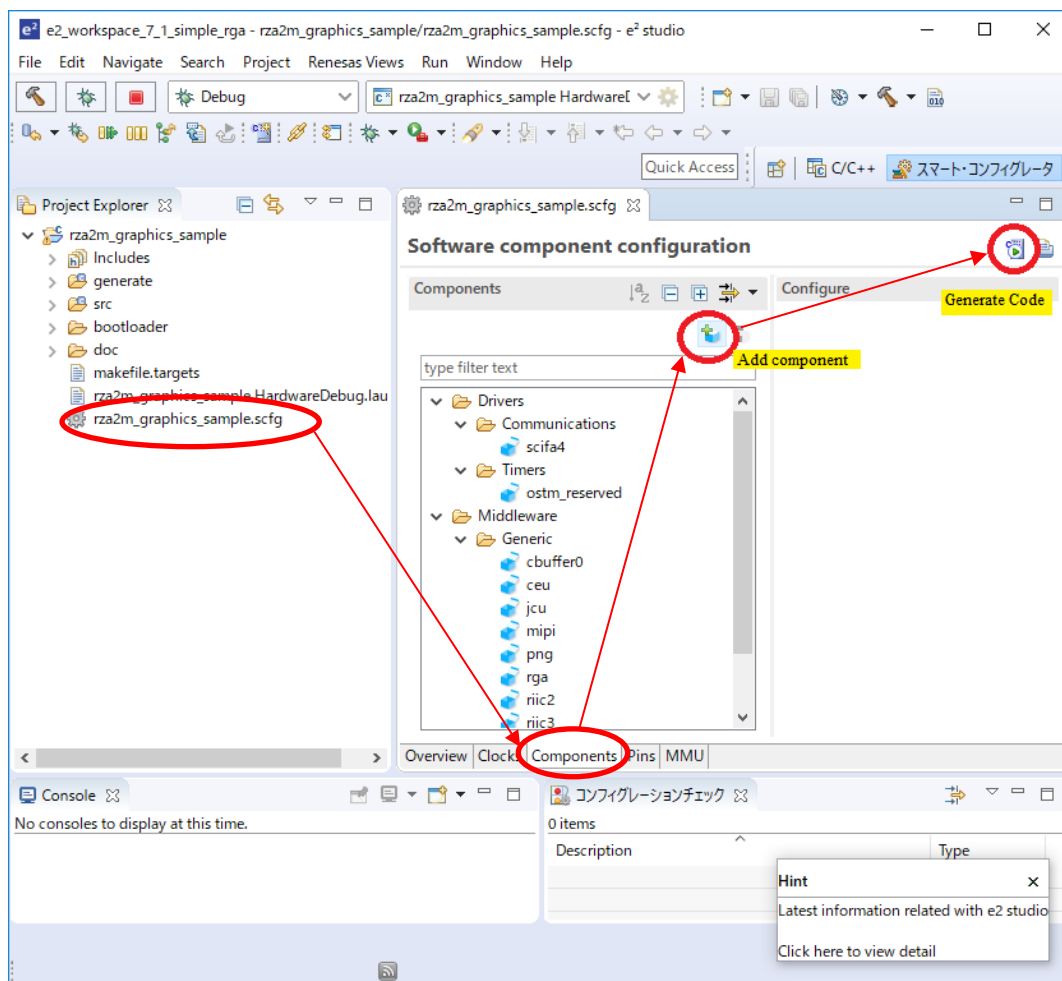 e2_workspace_7_1_simple_rga - rza2m_graphics_sample/rza2m_graphics_sample.scfg - e² studio
File Edit Navigate Search Project Renesas Views Run Window Help
Debug
rza2m_graphics_sample HardwareD
Quick Access
C/C++
スマート・コンフィグレータ
Project Explorer
rza2m_graphics_sample
Includes
generate
src
bootloader
doc
makefile.targets
rza2m_graphics_sample HardwareDebug.lau
rza2m_graphics_sample.scfg
rza2m_graphics_sample.scfg
Software component configuration
Components
Configure
Generate Code
Add component
type filter text
Drivers
Communications
scifa4
Timers
ostm_reserved
Middleware
Generic
cbuffer0
ceu
jcu
mipi
png
rga
riic2
riic3
Overview Clocks Components Pins MMU
Console
No consoles to display at this time.
コンフィグレーションチェック
0 items
Description Type
Hint
Latest information related with e2 studio
Click here to view detail